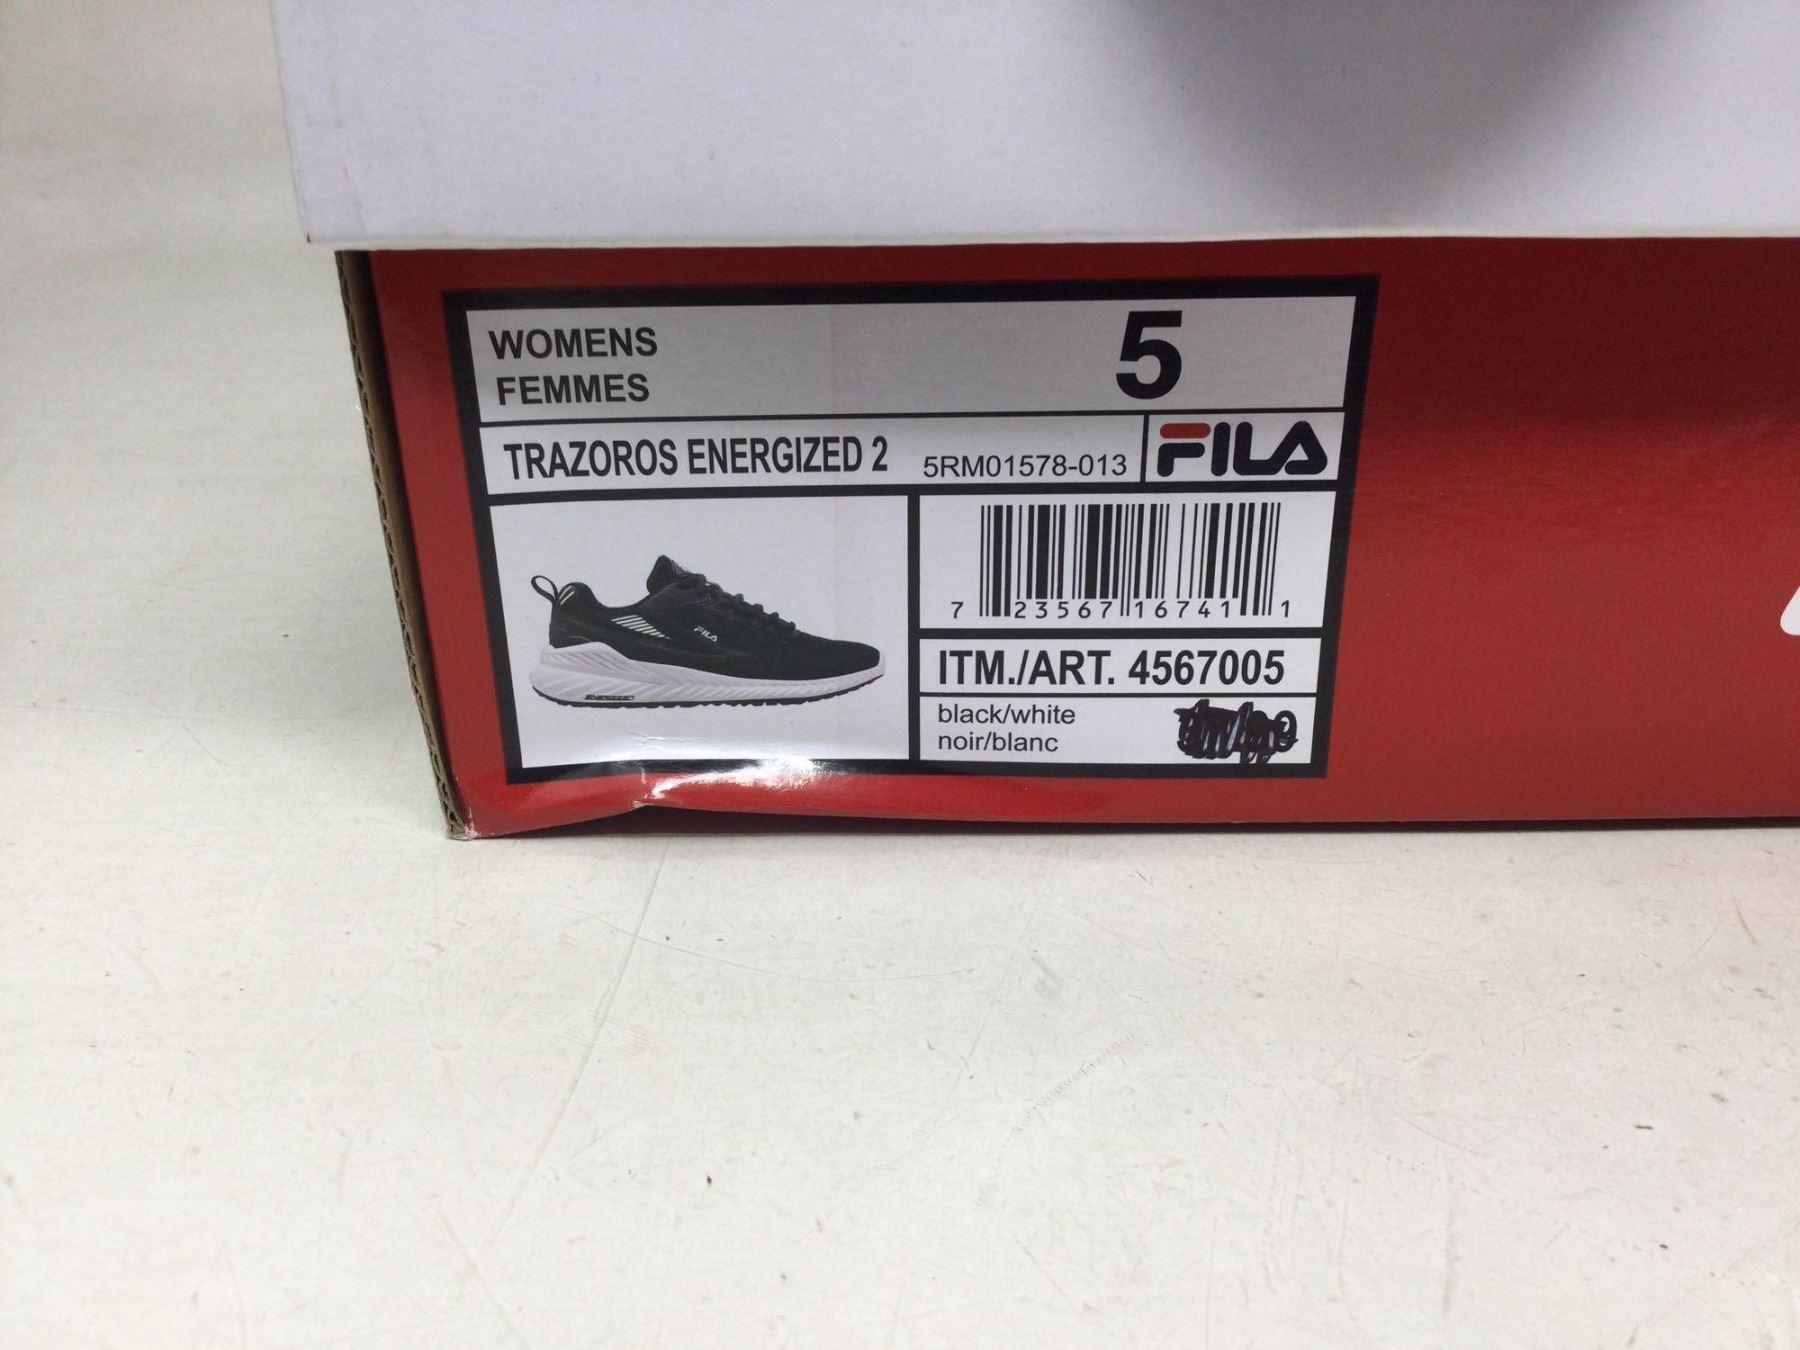 WOMENS
FEMMES
5
TRAZOROS ENERGIZED 2
5RM01578-013
FILA
FILA
7 23567 16741 1
ITM./ART. 4567005
black/white
noir/blanc